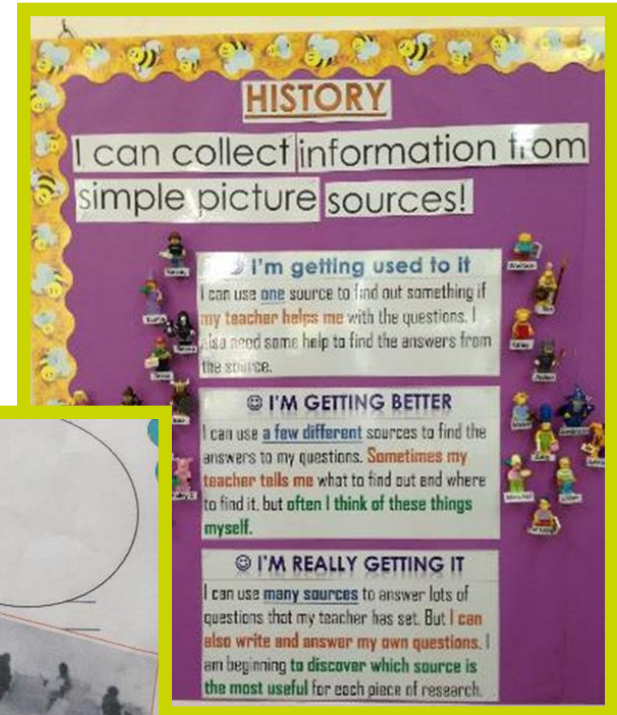 HISTORY
I can collect information from
simple picture sources!
☺ I'm getting used to it
I can use one source to find out something if
my teacher helps me with the questions. I
also need some help to find the answers from
the source.
☺ I'M GETTING BETTER
I can use a few different sources to find the
answers to my questions. Sometimes my
teacher tells me what to find out and where
to find it, but often I think of these things
myself.
☺ I'M REALLY GETTING IT
I can use many sources to answer lots of
questions that my teacher has set. But I can
also write and answer my own questions. I
am beginning to discover which source is
the most useful for each piece of research.